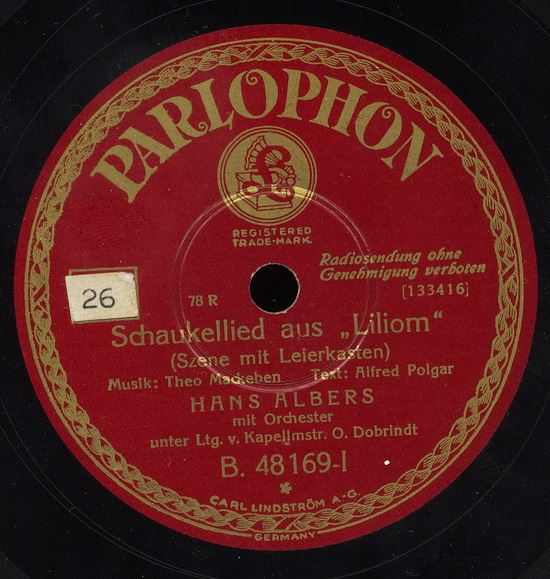 PARLOPHON
£
REGISTERED
TRADE-MARK.
Radiosendung ohne
Genehmigung verboten
[133416]
26
78 R
Schaukellied aus „Liliom“
(Szene mit Leierkasten)
Musik: Theo Mackeben Text: Alfred Polgar
HANS ALBERS
mit Orchester
unter Ltg. v. Kapellmstr. O. Dobrindt
B. 48169-I
CARL LINDSTRÖM A-G.
GERMANY